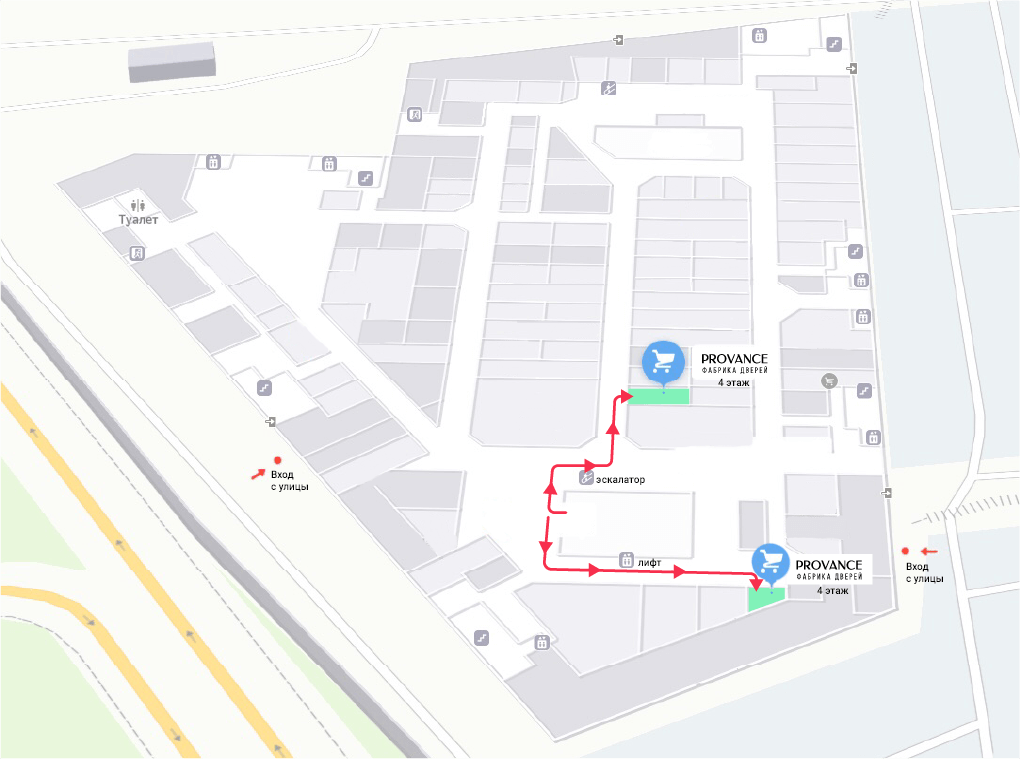 Туалет
PROVANCE
ФАБРИКА ДВЕРЕЙ
4 этаж
Вход
с улицы
эскалатор
лифт
PROVANCE
ФАБРИКА ДВЕРЕЙ
4 этаж
Вход
с улицы